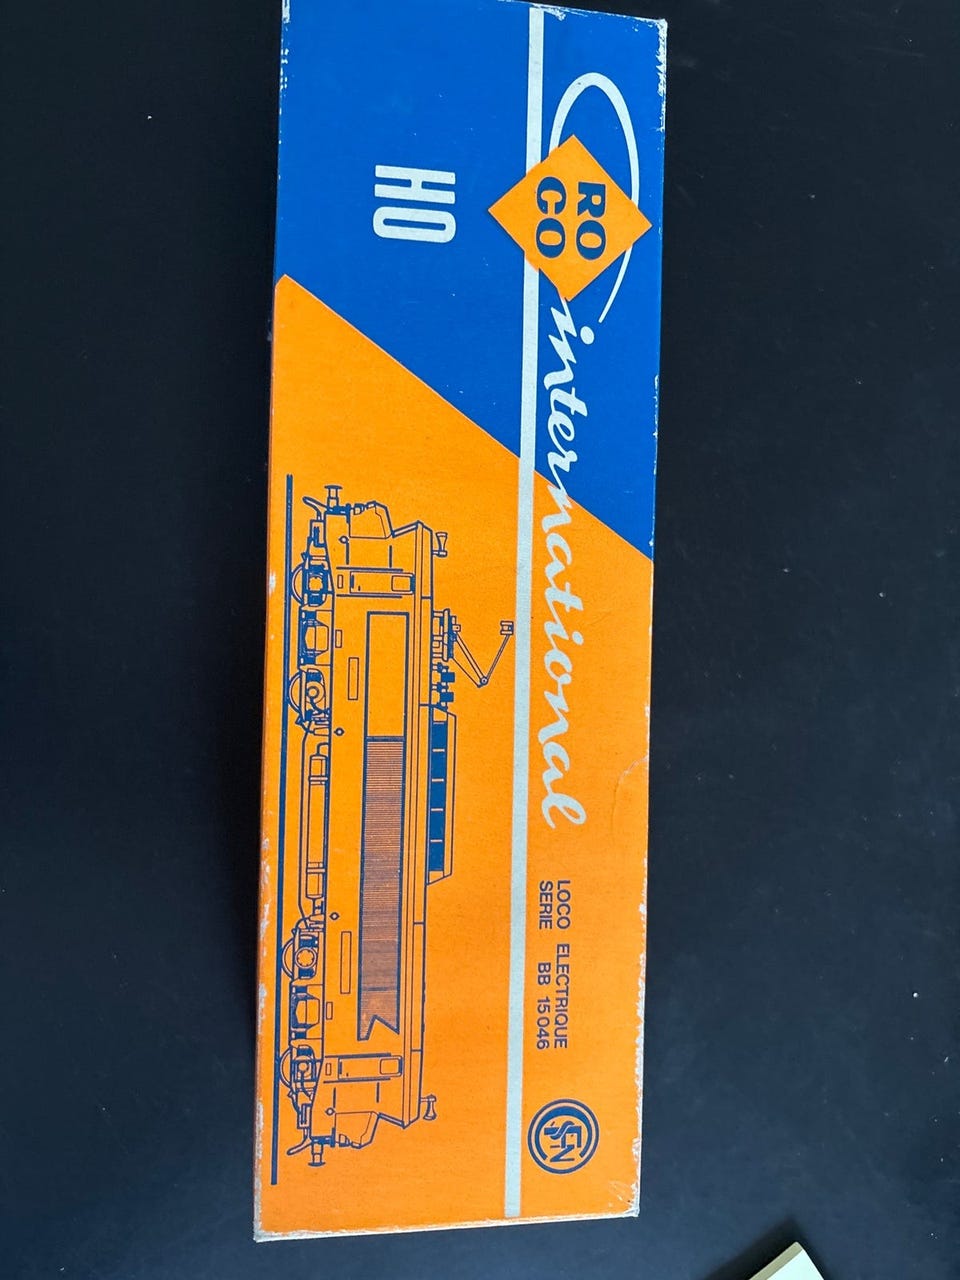 HO
RO
CO
international
LOCO ELECTRIQUE
SERIE BB 15046
SNCF